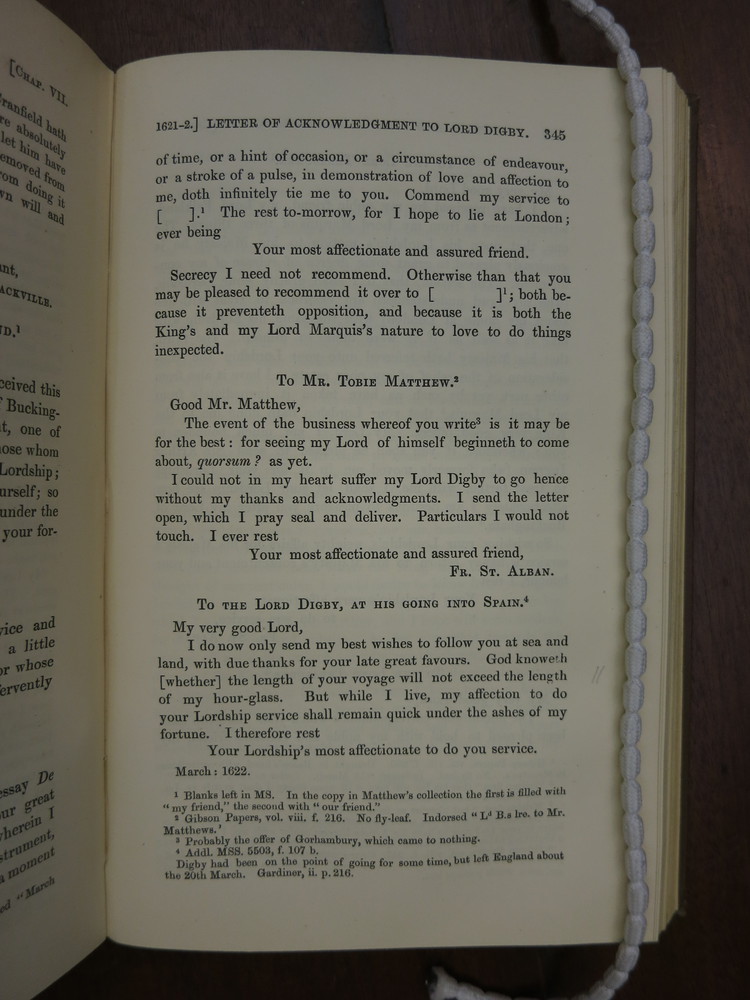 [Chap. VII.
Cranfield hath
absolutely
let him have
removed from
from doing it
will and
ACKVILLE.
ceived this
Bucking-
one of
whom
Lordship;
urself; so
under the
your for-
and
a little
or whose
fervently
essay De
our great
wherein I
strument,
a moment
"March
1621-2.] LETTER OF ACKNOWLEDGMENT TO LORD DIGBY. 345
of time, or a hint of occasion, or a circumstance of endeavour,
or a stroke of a pulse, in demonstration of love and affection to
me, doth infinitely tie me to you. Commend my service to
[ ].¹ The rest to-morrow, for I hope to lie at London;
ever being
Your most affectionate and assured friend.
Secrecy I need not recommend. Otherwise than that you
may be pleased to recommend it over to [ ]¹; both be-
cause it preventeth opposition, and because it is both the
King's and my Lord Marquis's nature to love to do things
inexpected.
To Mr. Tobie Matthew.²
Good Mr. Matthew,
The event of the business whereof you write³ is it may be
for the best: for seeing my Lord of himself beginneth to come
about, quorsum? as yet.
I could not in my heart suffer my Lord Digby to go hence
without my thanks and acknowledgments. I send the letter
open, which I pray seal and deliver. Particulars I would not
touch. I ever rest
Your most affectionate and assured friend,
Fr. St. Alban.
To the Lord Digby, at his going into Spain.⁴
My very good Lord,
I do now only send my best wishes to follow you at sea and
land, with due thanks for your late great favours. God knoweth
[whether] the length of your voyage will not exceed the length
of my hour-glass. But while I live, my affection to do
your Lordship service shall remain quick under the ashes of my
fortune. I therefore rest
Your Lordship's most affectionate to do you service.
March: 1622.
¹ Blanks left in MS. In the copy in Matthew's collection the first is filled with
"my friend," the second with "our friend."
² Gibson Papers, vol. viii. f. 216. No fly-leaf. Indorsed "Lᵈ B.s lre. to Mr.
Matthews.'
³ Probably the offer of Gorhambury, which came to nothing.
⁴ Addl. MSS. 5503, f. 107 b.
Digby had been on the point of going for some time, but left England about
the 20th March. Gardiner, ii. p. 216.